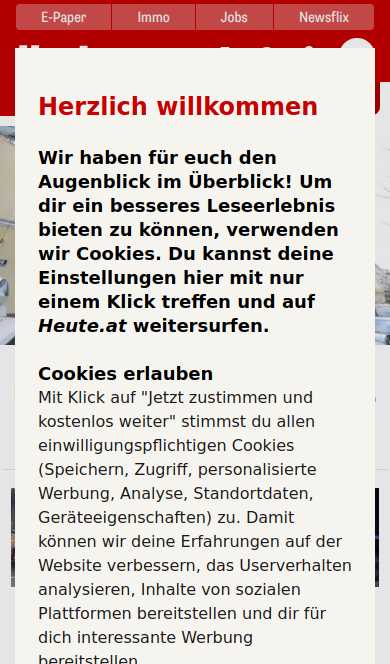 E-Paper
Immo
Jobs
Newsflix
Herzlich willkommen
Wir haben für euch den
Augenblick im Überblick! Um
dir ein besseres Leseerlebnis
bieten zu können, verwenden
wir Cookies. Du kannst deine
Einstellungen hier mit nur
einem Klick treffen und auf
Heute.at weitersurfen.
Cookies erlauben
Mit Klick auf "Jetzt zustimmen und
kostenlos weiter" stimmst du allen
einwilligungspflichtigen Cookies
(Speichern, Zugriff, personalisierte
Werbung, Analyse, Standortdaten,
Geräteeigenschaften) zu. Damit
können wir deine Erfahrungen auf der
Website verbessern, das Userverhalten
analysieren, Inhalte von sozialen
Plattformen bereitstellen und dir für
dich interessante Werbung
bereitstellen